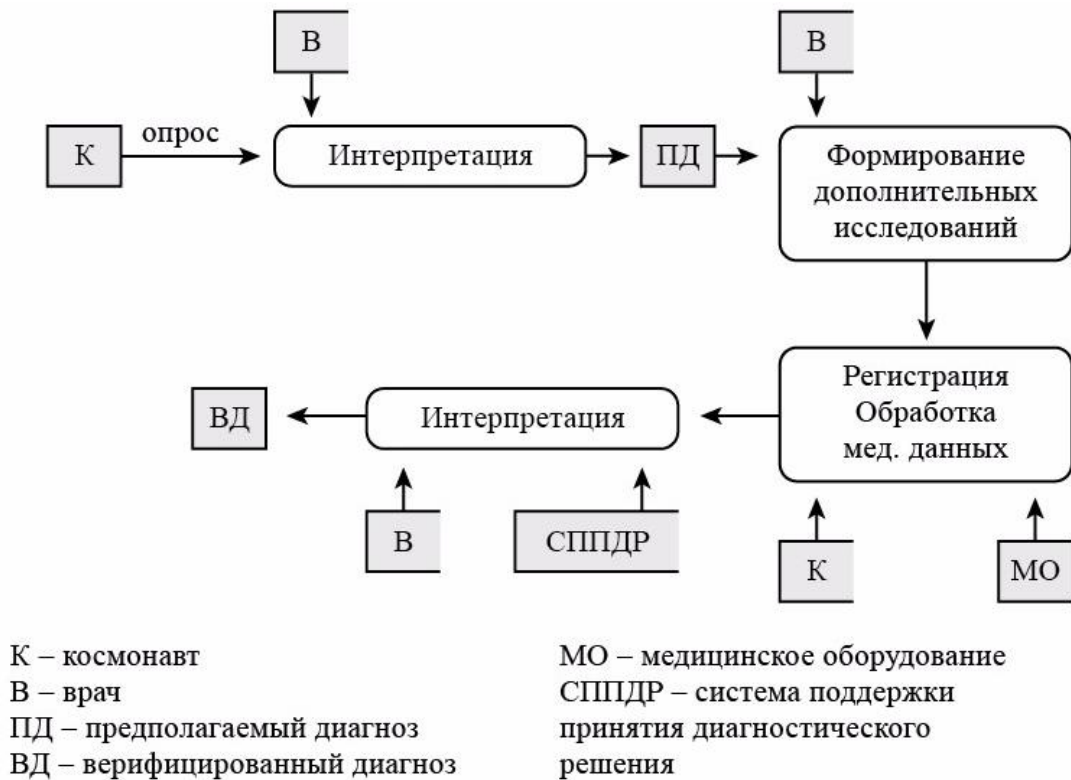 В
В
К
опрос
Интерпретация
ПД
Формирование
дополнительных
исследований
ВД
Интерпретация
Регистрация
Обработка
мед. данных
В
СППДР
К
МО
К – космонавт
В – врач
ПД – предполагаемый диагноз
ВД – верифицированный диагноз
МО – медицинское оборудование
СППДР – система поддержки
принятия диагностического
решения